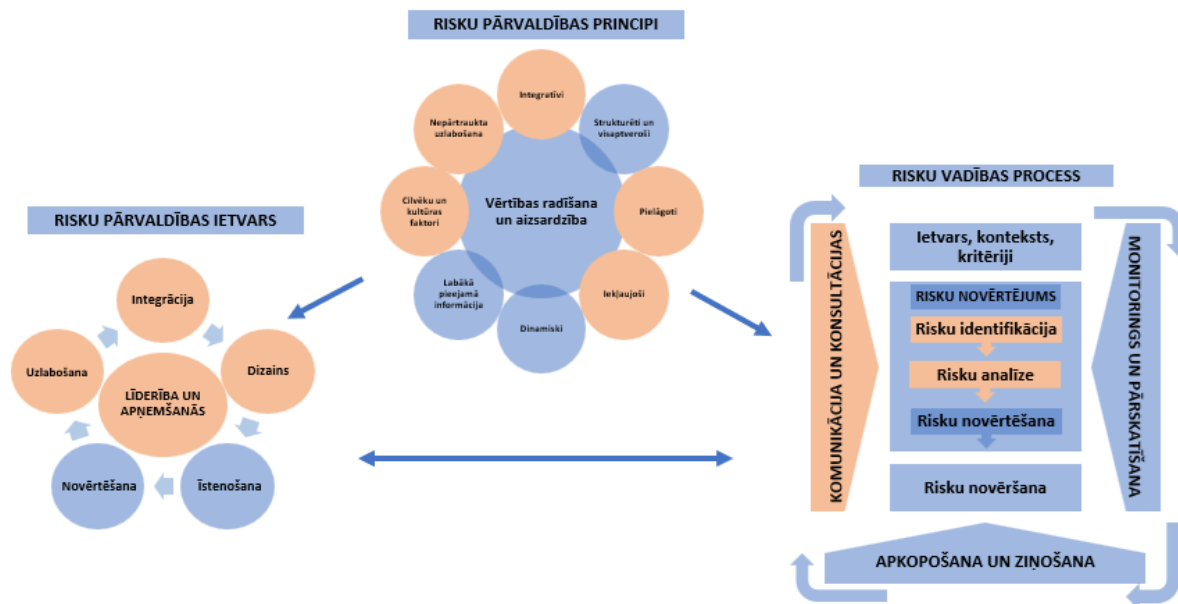 RISKU PĀRVALDĪBAS PRINCIPI
Integratīvi
Nepārtraukta
uzlabošana
Strukturēti un
visaptveroši
Cilvēku un
kultūras
faktori
Vērtības radīšana
un aizsardzība
Pielāgoti
Labākā
pieejamā
informācija
Iekļaujoši
Dinamiski
RISKU PĀRVALDĪBAS IETVARS
Integrācija
Uzlabošana
Dizains
LĪDERĪBA UN
APŅEMŠANĀS
Novērtēšana
Īstenošana
RISKU VADĪBAS PROCESS
KOMUNIKĀCIJA UN KONSULTĀCIJAS
Ietvars, konteksts,
kritēriji
RISKU NOVĒRTĒJUMS
Risku identifikācija
Risku analīze
Risku novērtēšana
Risku novēršana
MONITORINGS UN PĀRSKATĪŠANA
APKOPOŠANA UN ZIŅOŠANA